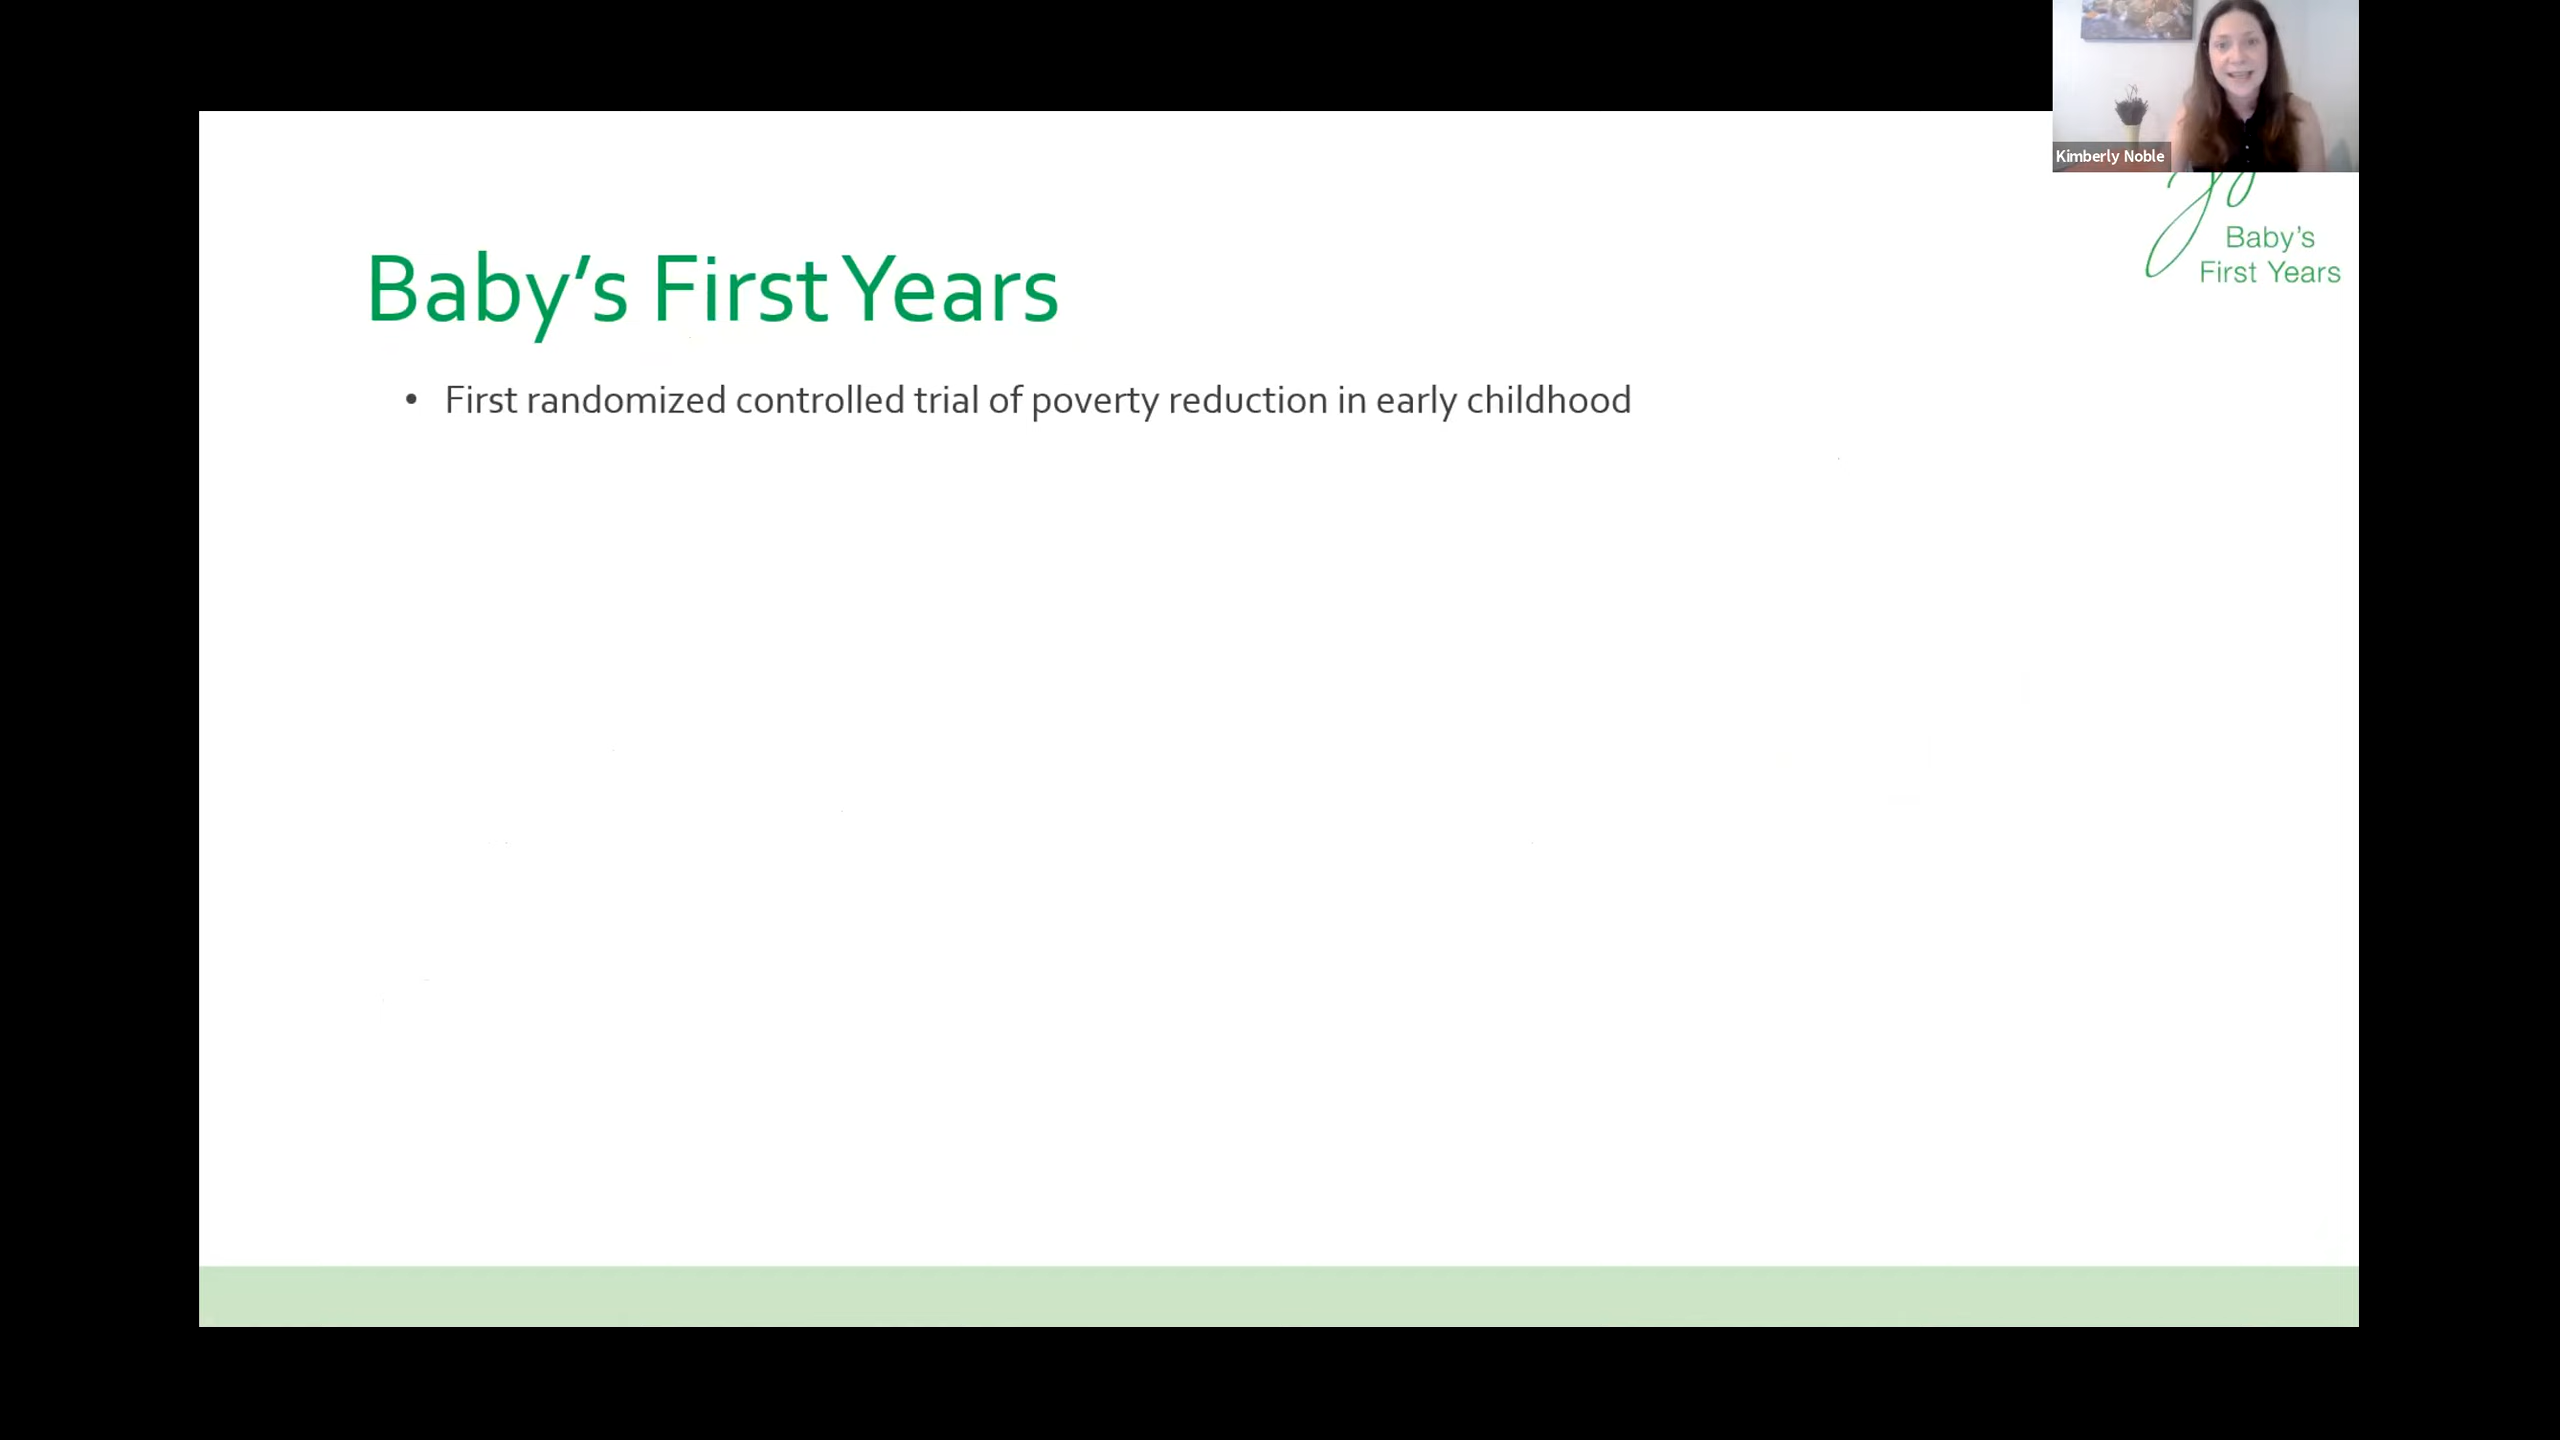 Kimberly Noble
Baby's
First Years
Baby’s First Years
• First randomized controlled trial of poverty reduction in early childhood